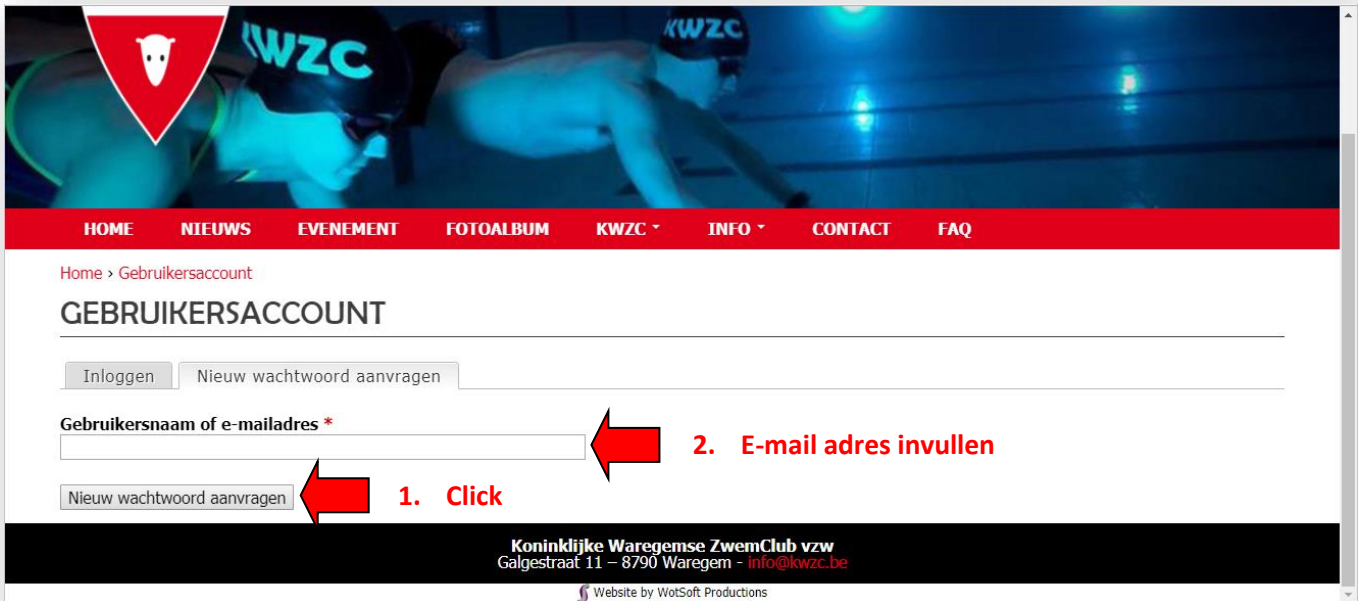 KWZC
KWZC
HOME NIEUWS EVENEMENT FOTOALBUM KWZC INFO CONTACT FAQ
Home › Gebruikersaccount
GEBRUIKERSACCOUNT
Inloggen Nieuw wachtwoord aanvragen
Gebruikersnaam of e-mailadres *
2. E-mail adres invullen
Nieuw wachtwoord aanvragen
1. Click
Koninklijke Waregemse ZwemClub vzw
Galgestraat 11 – 8790 Waregem - info@kwzc.be
Website by WotSoft Productions